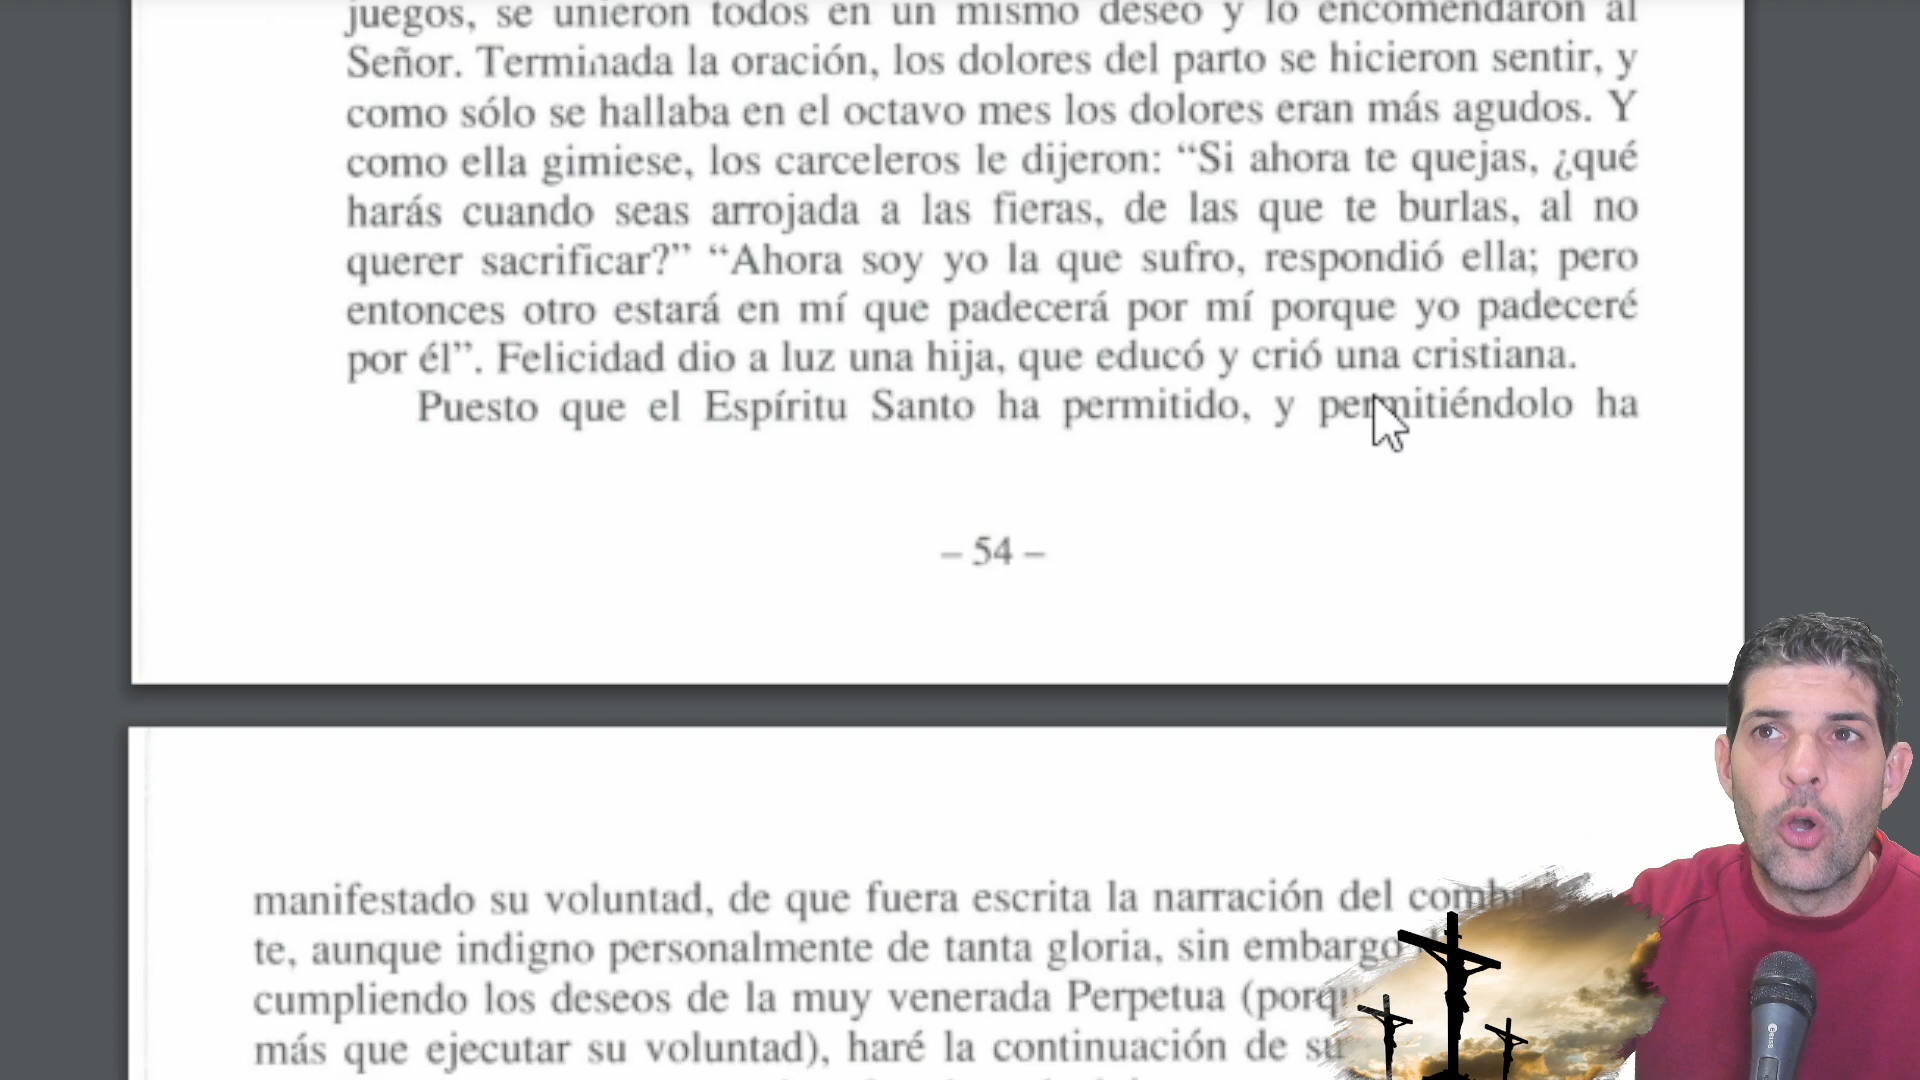 juegos, se unieron todos en un mismo deseo y lo encomendaron al
Señor. Terminada la oración, los dolores del parto se hicieron sentir, y
como sólo se hallaba en el octavo mes los dolores eran más agudos. Y
como ella gimiese, los carceleros le dijeron: “Si ahora te quejas, ¿qué
harás cuando seas arrojada a las fieras, de las que te burlas, al no
querer sacrificar?” “Ahora soy yo la que sufro, respondió ella; pero
entonces otro estará en mí que padecerá por mí porque yo padeceré
por él”. Felicidad dio a luz una hija, que educó y crió una cristiana.
Puesto que el Espíritu Santo ha permitido, y permitiéndolo ha
– 54 –
manifestado su voluntad, de que fuera escrita la narración del
te, aunque indigno personalmente de tanta gloria, sin embargo
cumpliendo los deseos de la muy venerada Perpetua
más que ejecutar su voluntad), haré la continuación de